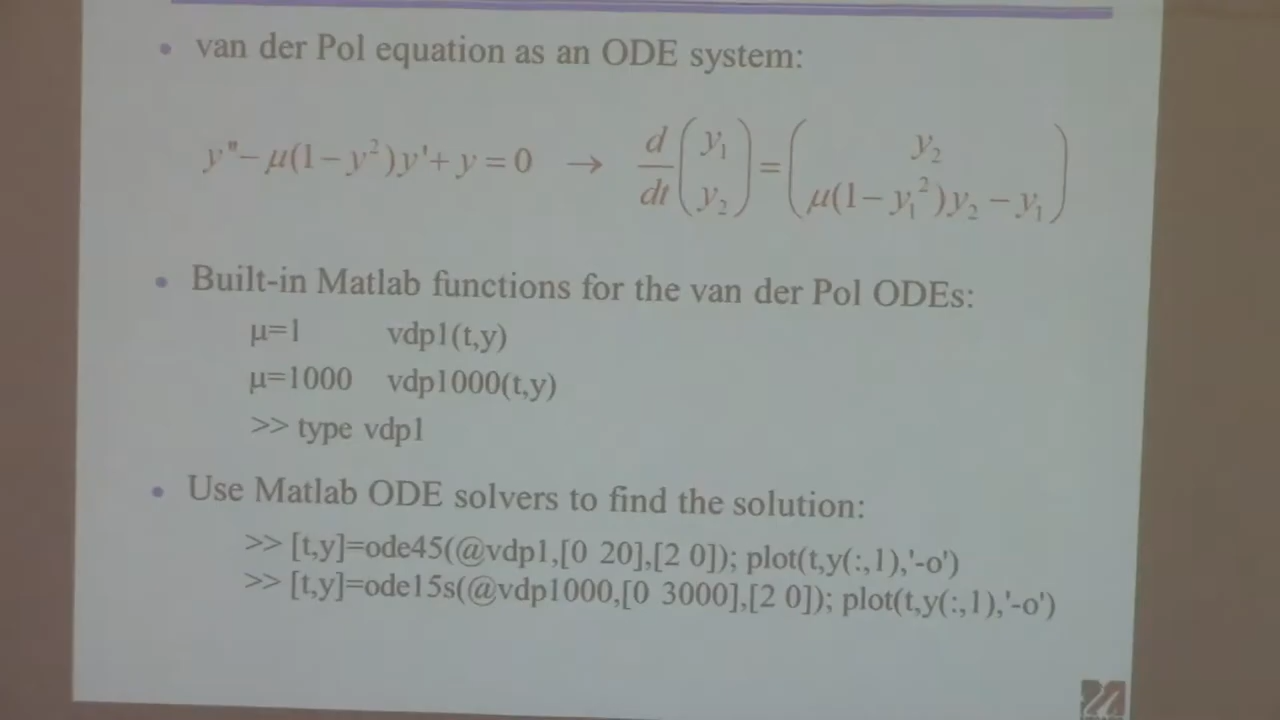 • van der Pol equation as an ODE system:
y"−μ(1−y²)y'+y=0 → d/dt (y₁ y₂) = (y₂ μ(1−y₁²)y₂−y₁)
• Built-in Matlab functions for the van der Pol ODEs:
μ=1 vdp1(t,y)
μ=1000 vdp1000(t,y)
>> type vdp1
• Use Matlab ODE solvers to find the solution:
>> [t,y]=ode45(@vdp1,[0 20],[2 0]); plot(t,y(:,1),'-o')
>> [t,y]=ode15s(@vdp1000,[0 3000],[2 0]); plot(t,y(:,1),'-o')